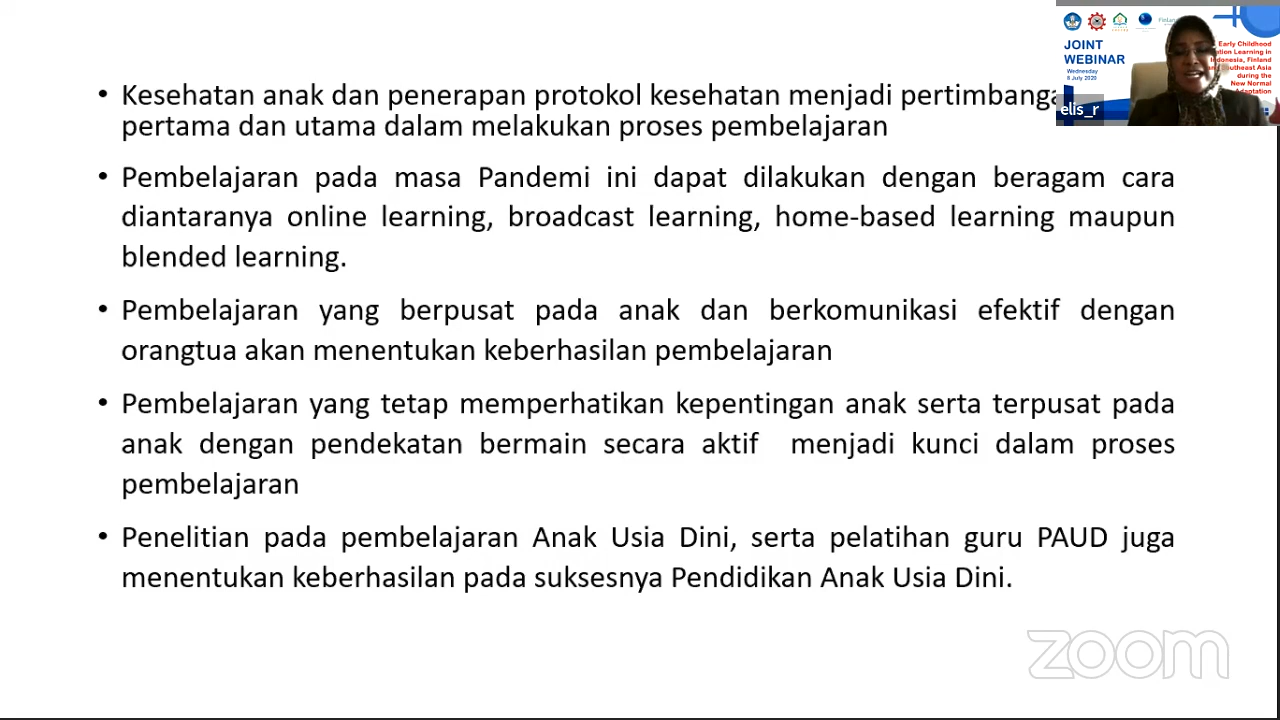 • Kesehatan anak dan penerapan protokol kesehatan menjadi
pertama dan utama dalam melakukan proses pembelajaran
• Pembelajaran pada masa Pandemi ini dapat dilakukan dengan beragam cara
diantaranya online learning, broadcast learning, home-based learning maupun
blended learning.
• Pembelajaran yang berpusat pada anak dan berkomunikasi efektif dengan
orangtua akan menentukan keberhasilan pembelajaran
• Pembelajaran yang tetap memperhatikan kepentingan anak serta terpusat pada
anak dengan pendekatan bermain secara aktif menjadi kunci dalam proses
pembelajaran
• Penelitian pada pembelajaran Anak Usia Dini, serta pelatihan guru PAUD juga
menentukan keberhasilan pada suksesnya Pendidikan Anak Usia Dini.
JOINT
WEBINAR
Wednesday
8 July 2020
Early Childhood
Learning in
Finland
Southeast Asia
during the
New Normal
Adaptation
elis_r
zoom